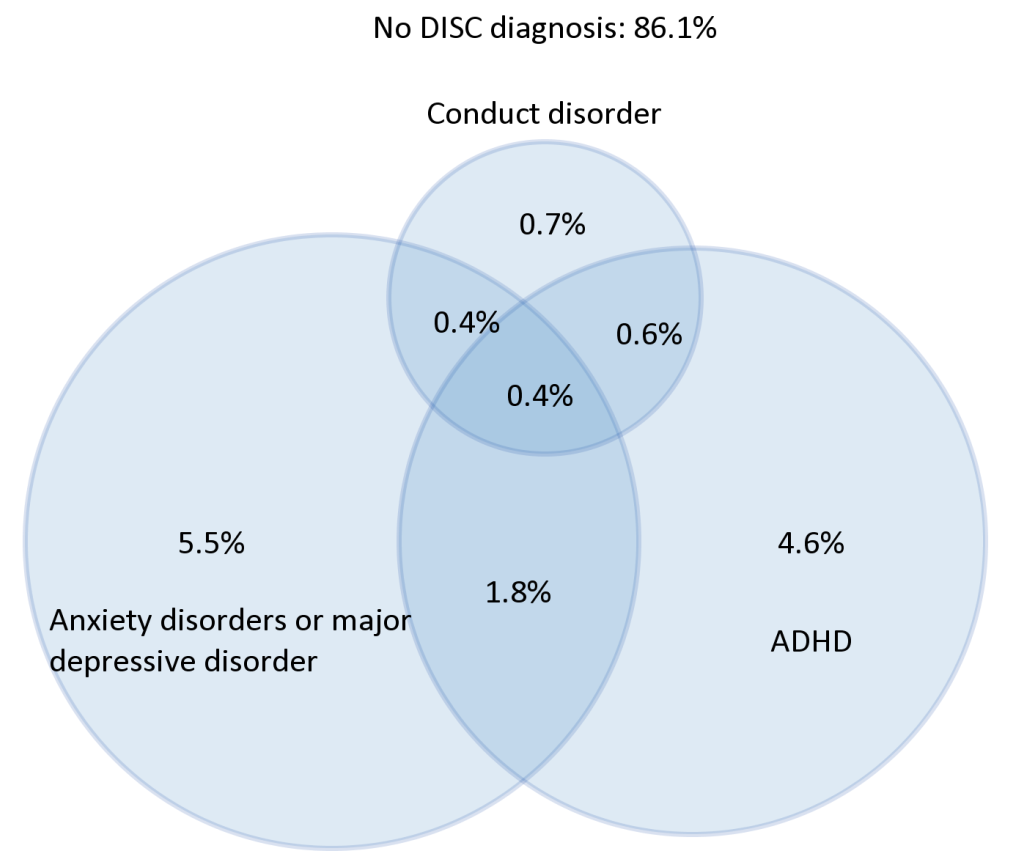 No DISC diagnosis: 86.1%
Conduct disorder
0.7%
0.4%
0.6%
0.4%
5.5%
4.6%
1.8%
Anxiety disorders or major
depressive disorder
ADHD